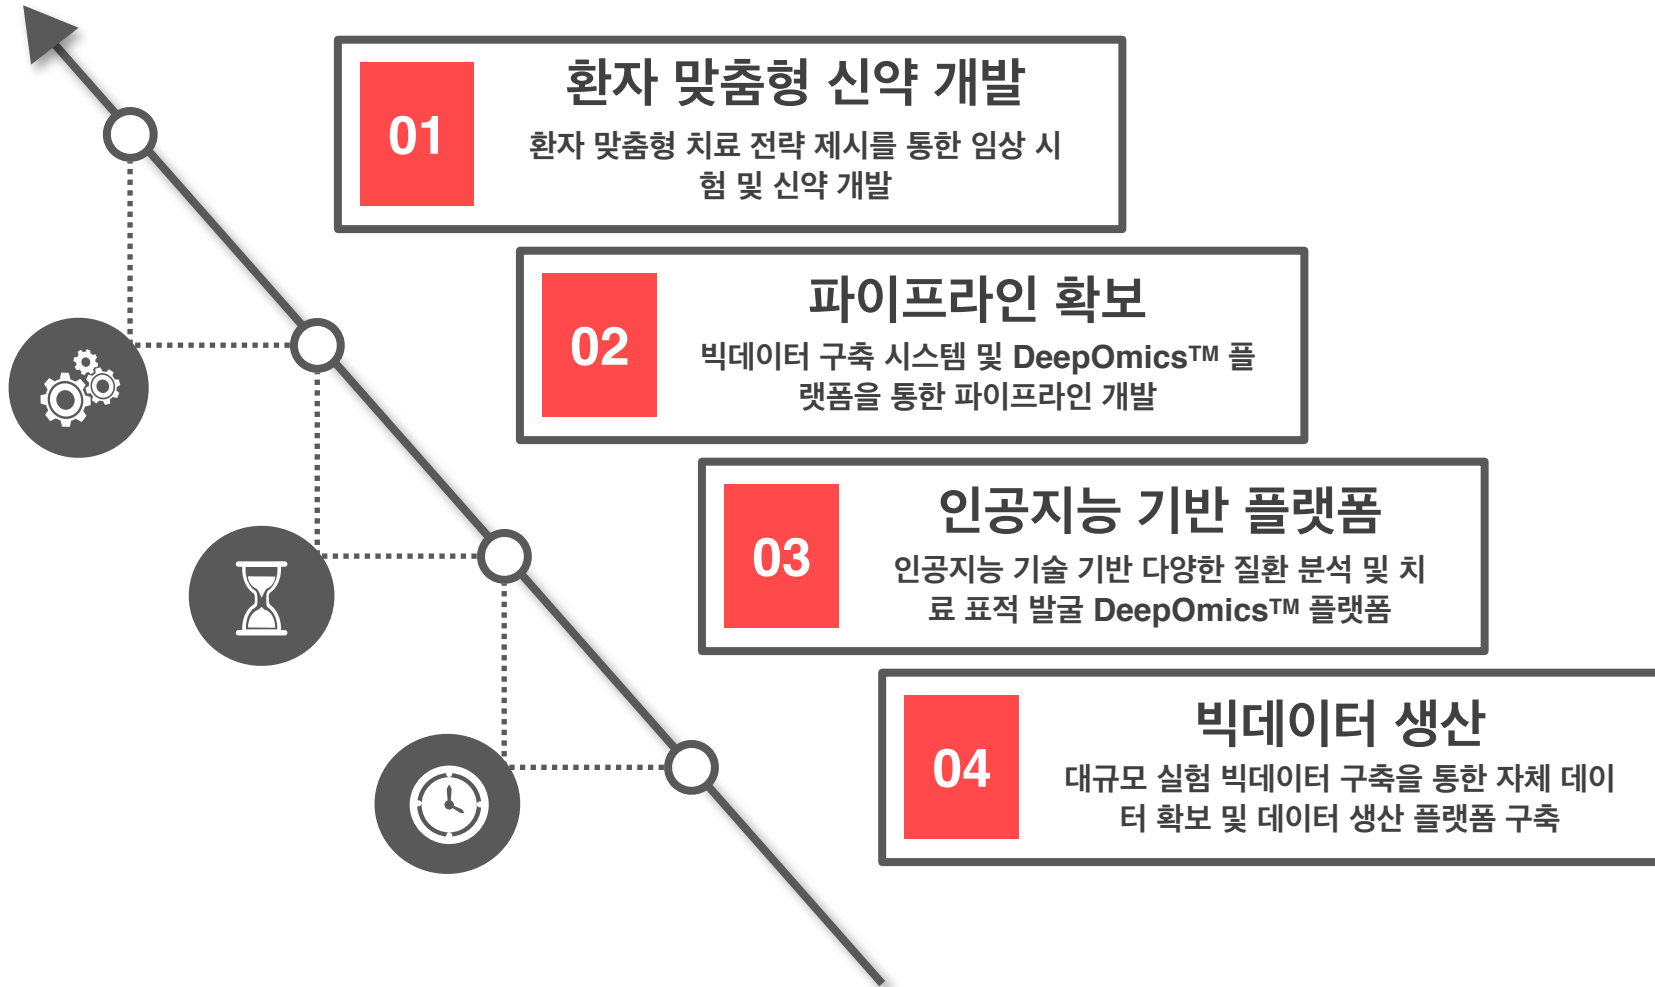 01
환자 맞춤형 신약 개발
환자 맞춤형 치료 전략 제시를 통한 임상 시
험 및 신약 개발
02
파이프라인 확보
빅데이터 구축 시스템 및 DeepOmics™ 플
랫폼을 통한 파이프라인 개발
03
인공지능 기반 플랫폼
인공지능 기술 기반 다양한 질환 분석 및 치
료 표적 발굴 DeepOmics™ 플랫폼
04
빅데이터 생산
대규모 실험 빅데이터 구축을 통한 자체 데이
터 확보 및 데이터 생산 플랫폼 구축